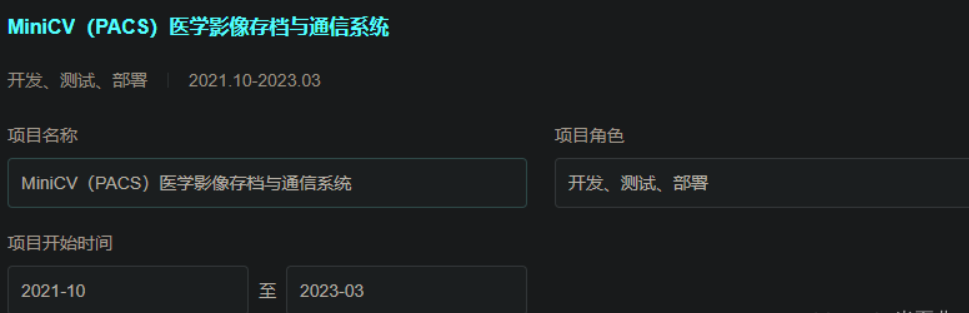 MiniCV（PACS）医学影像存档与通信系统
开发、测试、部署 | 2021.10-2023.03
项目名称 项目角色
MiniCV（PACS）医学影像存档与通信系统 开发、测试、部署
项目开始时间
2021-10 至 2023-03